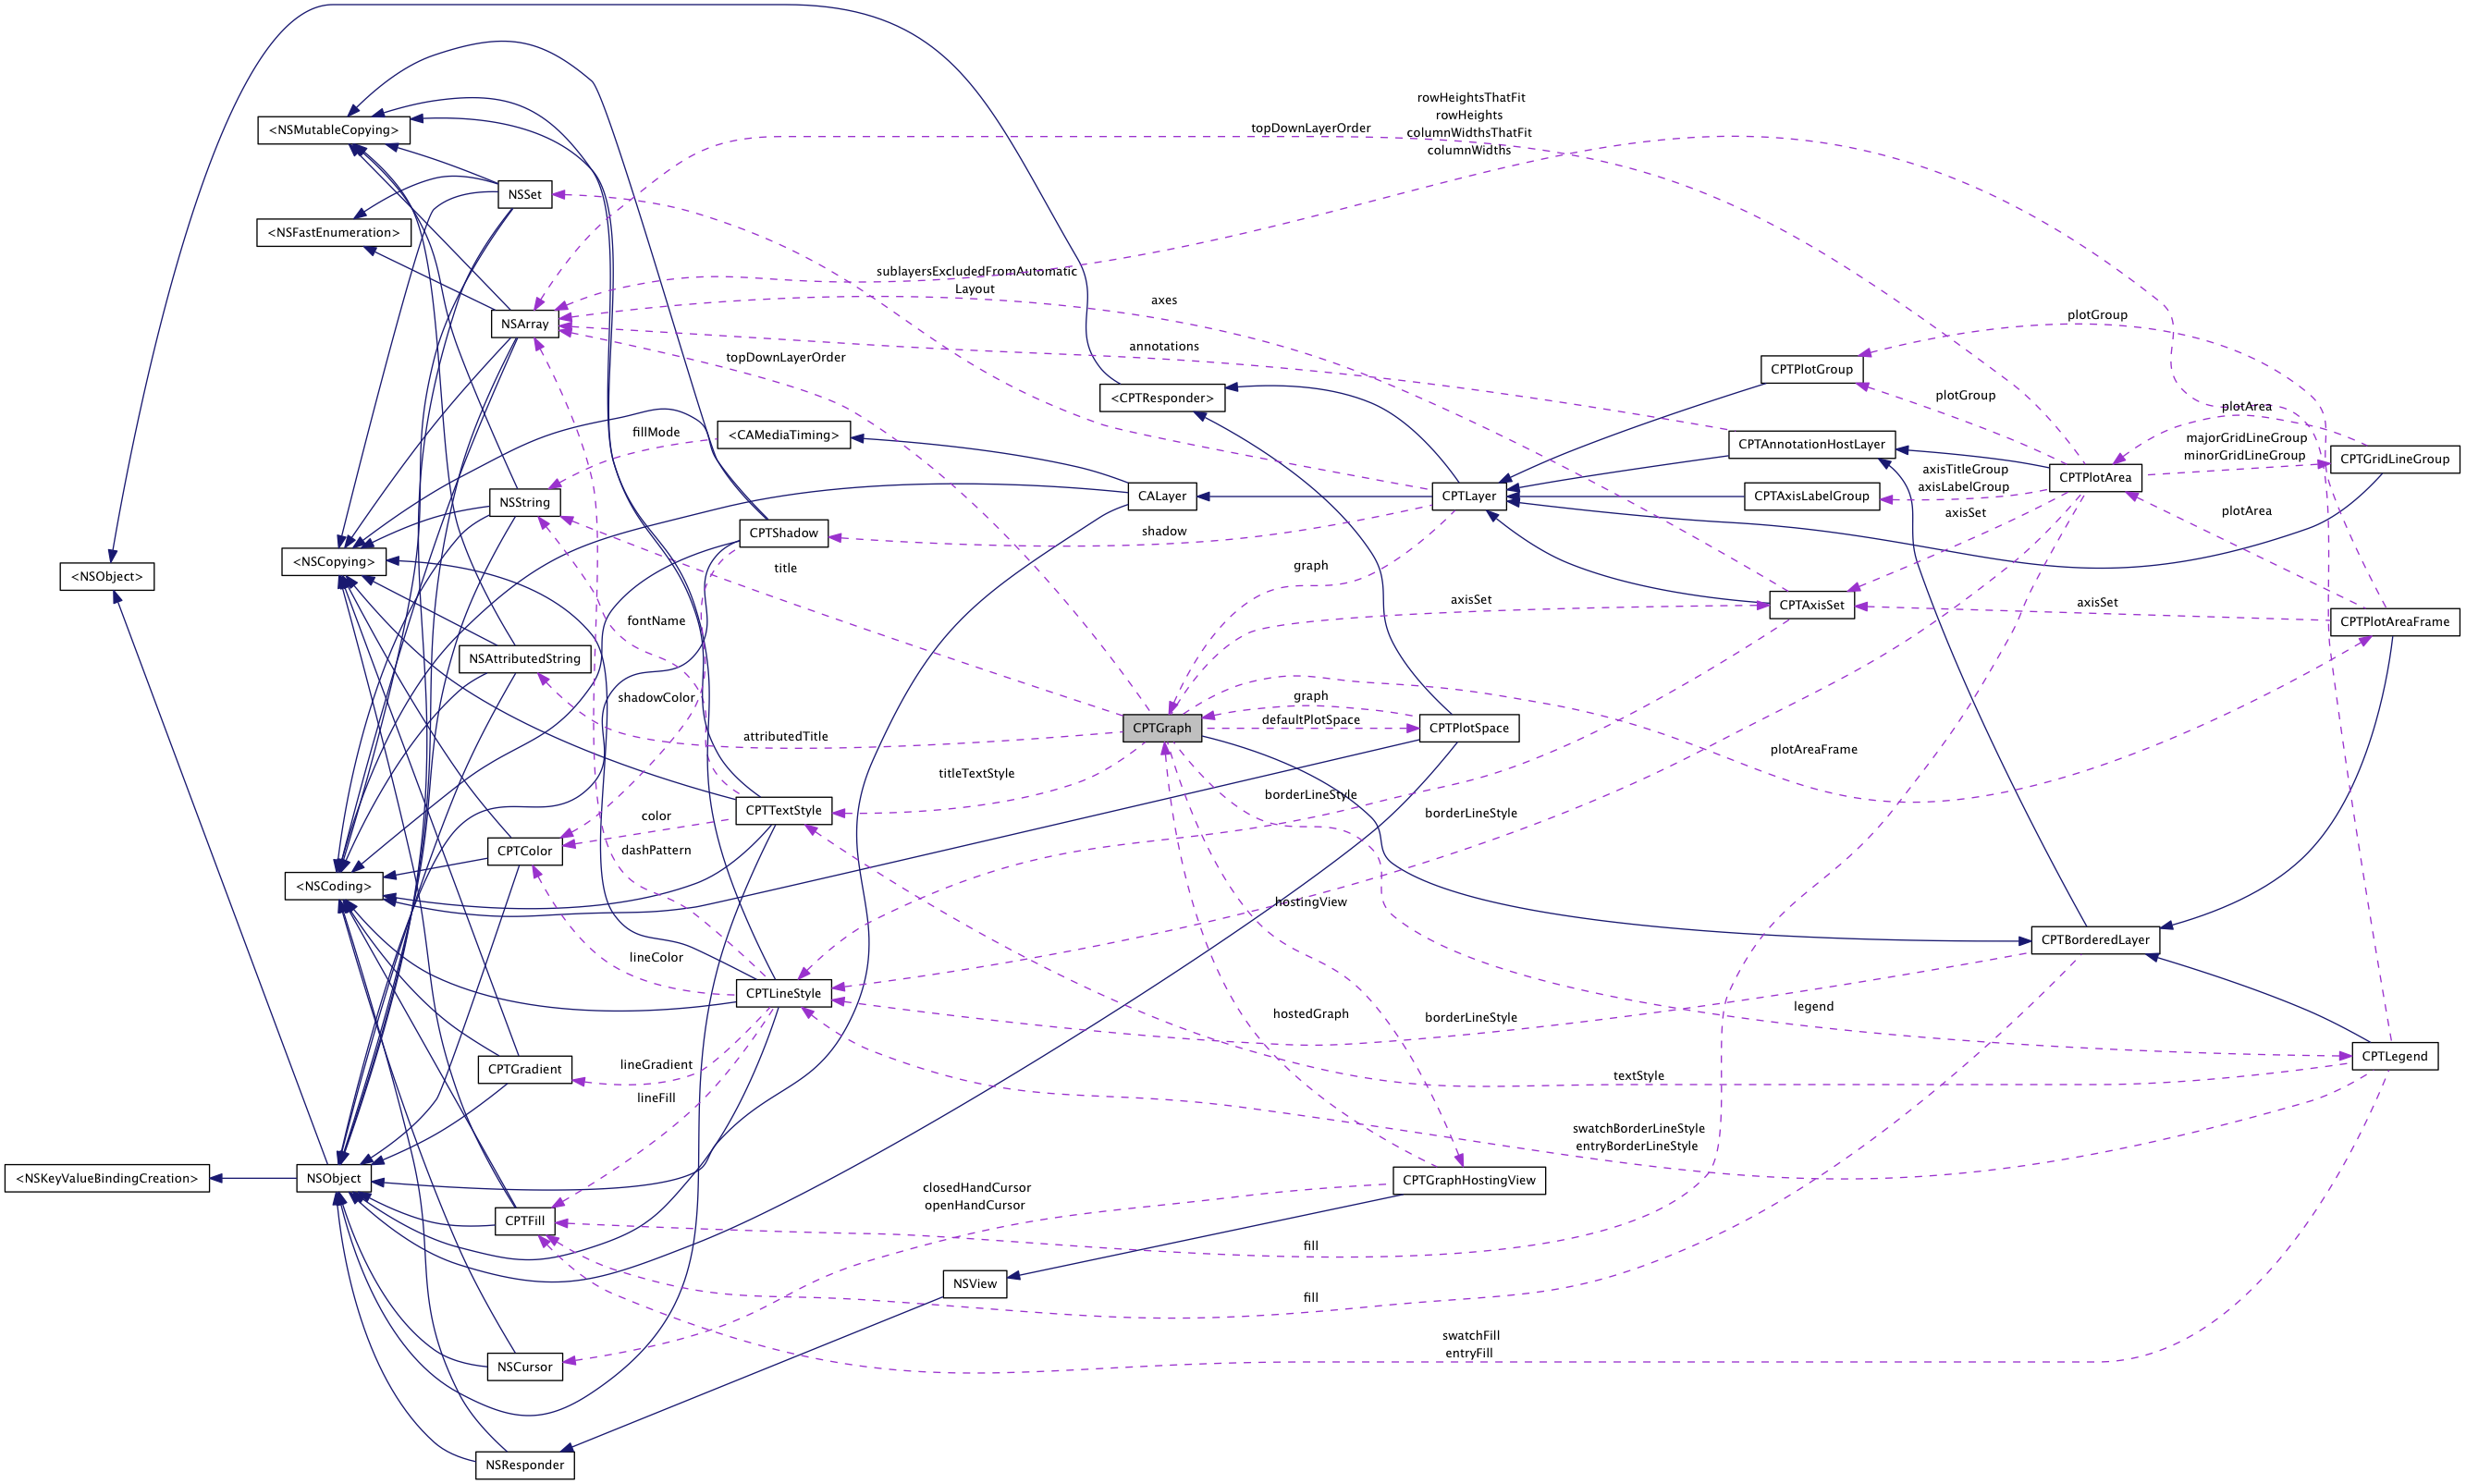 rowHeightsThatFit
rowHeights
columnWidthsThatFit
columnWidths
topDownLayerOrder
<NSMutableCopying>
NSSet
<NSFastEnumeration>
sublayersExcludedFromAutomatic
Layout
axes
NSArray
plotGroup
annotations
topDownLayerOrder
CPTPlotGroup
<CPTResponder>
plotGroup
plotArea
fillMode
<CAMediaTiming>
CPTAnnotationHostLayer
majorGridLineGroup
minorGridLineGroup
CPTGridLineGroup
axisTitleGroup
axisLabelGroup
CPTPlotArea
NSString
CALayer
CPTLayer
CPTAxisLabelGroup
axisSet
plotArea
CPTShadow
shadow
<NSCopying>
<NSObject>
title
graph
axisSet
CPTAxisSet
axisSet
CPTPlotAreaFrame
fontName
NSAttributedString
shadowColor
graph
defaultPlotSpace
CPTGraph
CPTPlotSpace
attributedTitle
plotAreaFrame
titleTextStyle
borderLineStyle
CPTTextStyle
color
borderLineStyle
CPTColor
dashPattern
<NSCoding>
hostingView
CPTBorderedLayer
lineColor
CPTLineStyle
hostedGraph
borderLineStyle
legend
CPTLegend
CPTGradient
lineGradient
textStyle
lineFill
swatchBorderLineStyle
entryBorderLineStyle
<NSKeyValueBindingCreation>
NSObject
CPTGraphHostingView
closedHandCursor
openHandCursor
CPTFill
fill
NSView
fill
swatchFill
entryFill
NSCursor
NSResponder